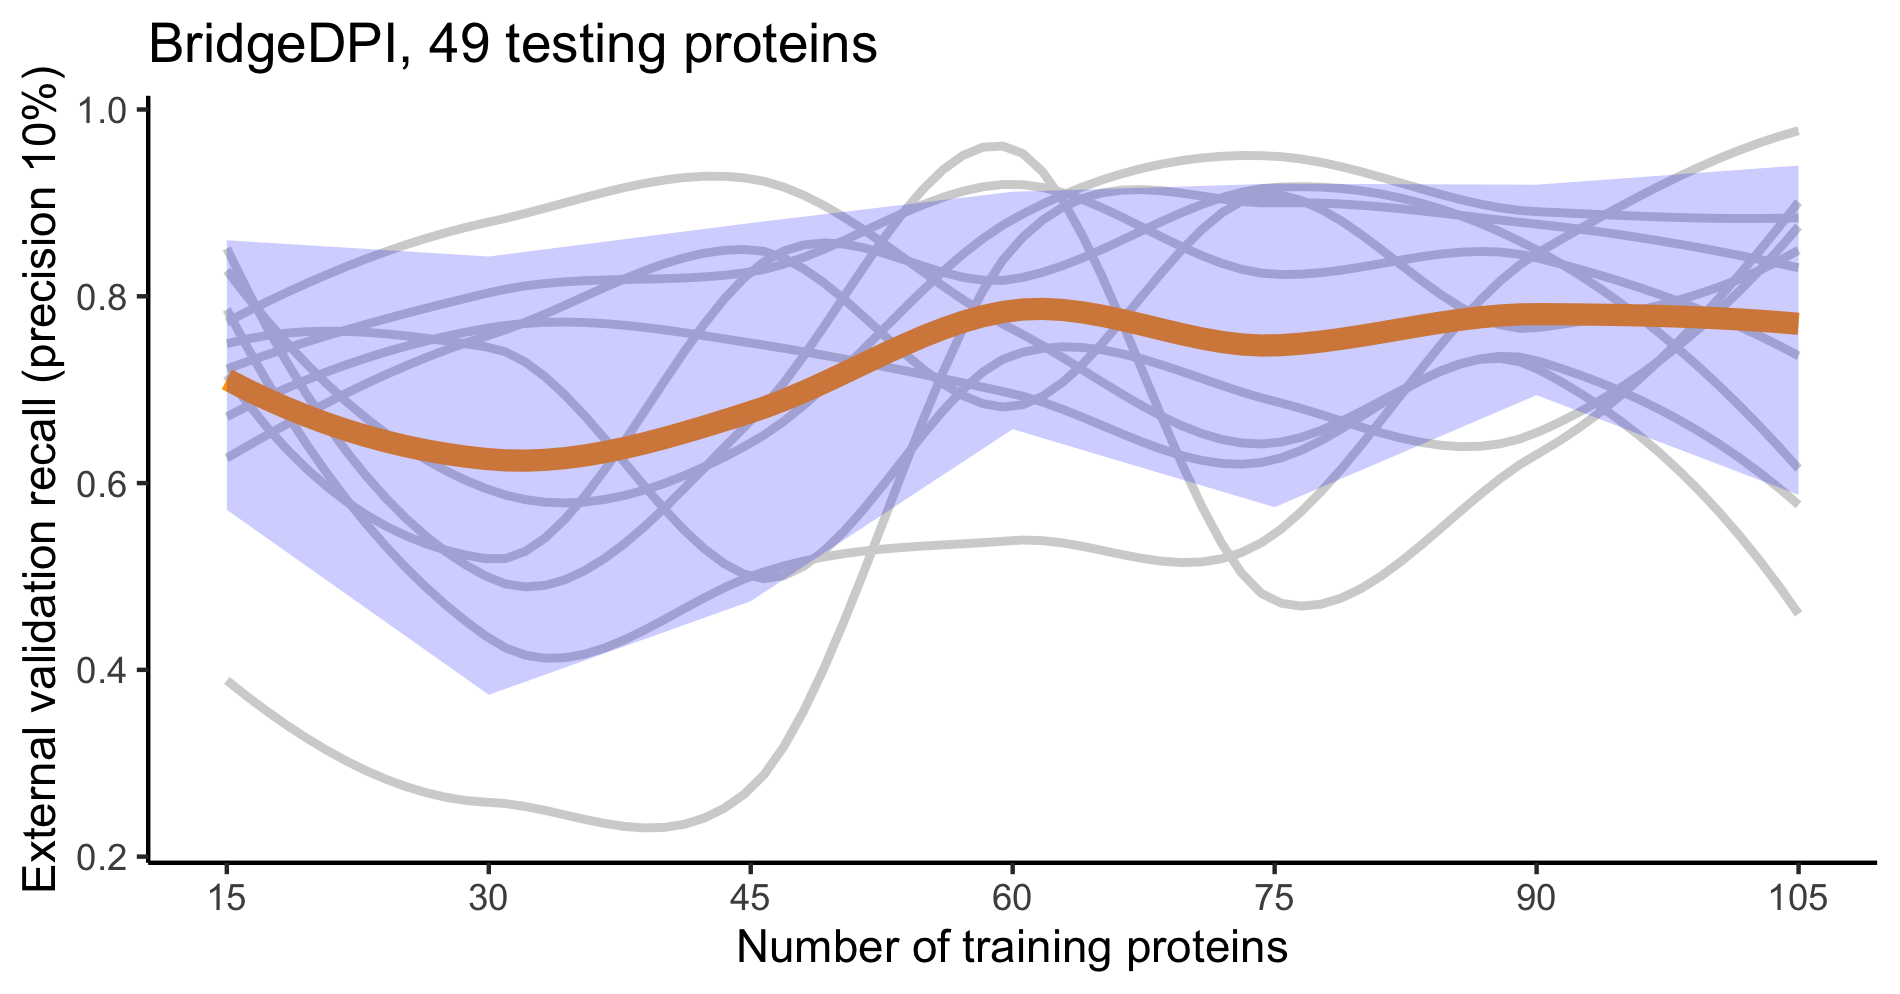 BridgeDPI, 49 testing proteins
External validation recall (precision 10%)
1.0
0.8
0.6
0.4
0.2
15 30 45 60 75 90 105
Number of training proteins